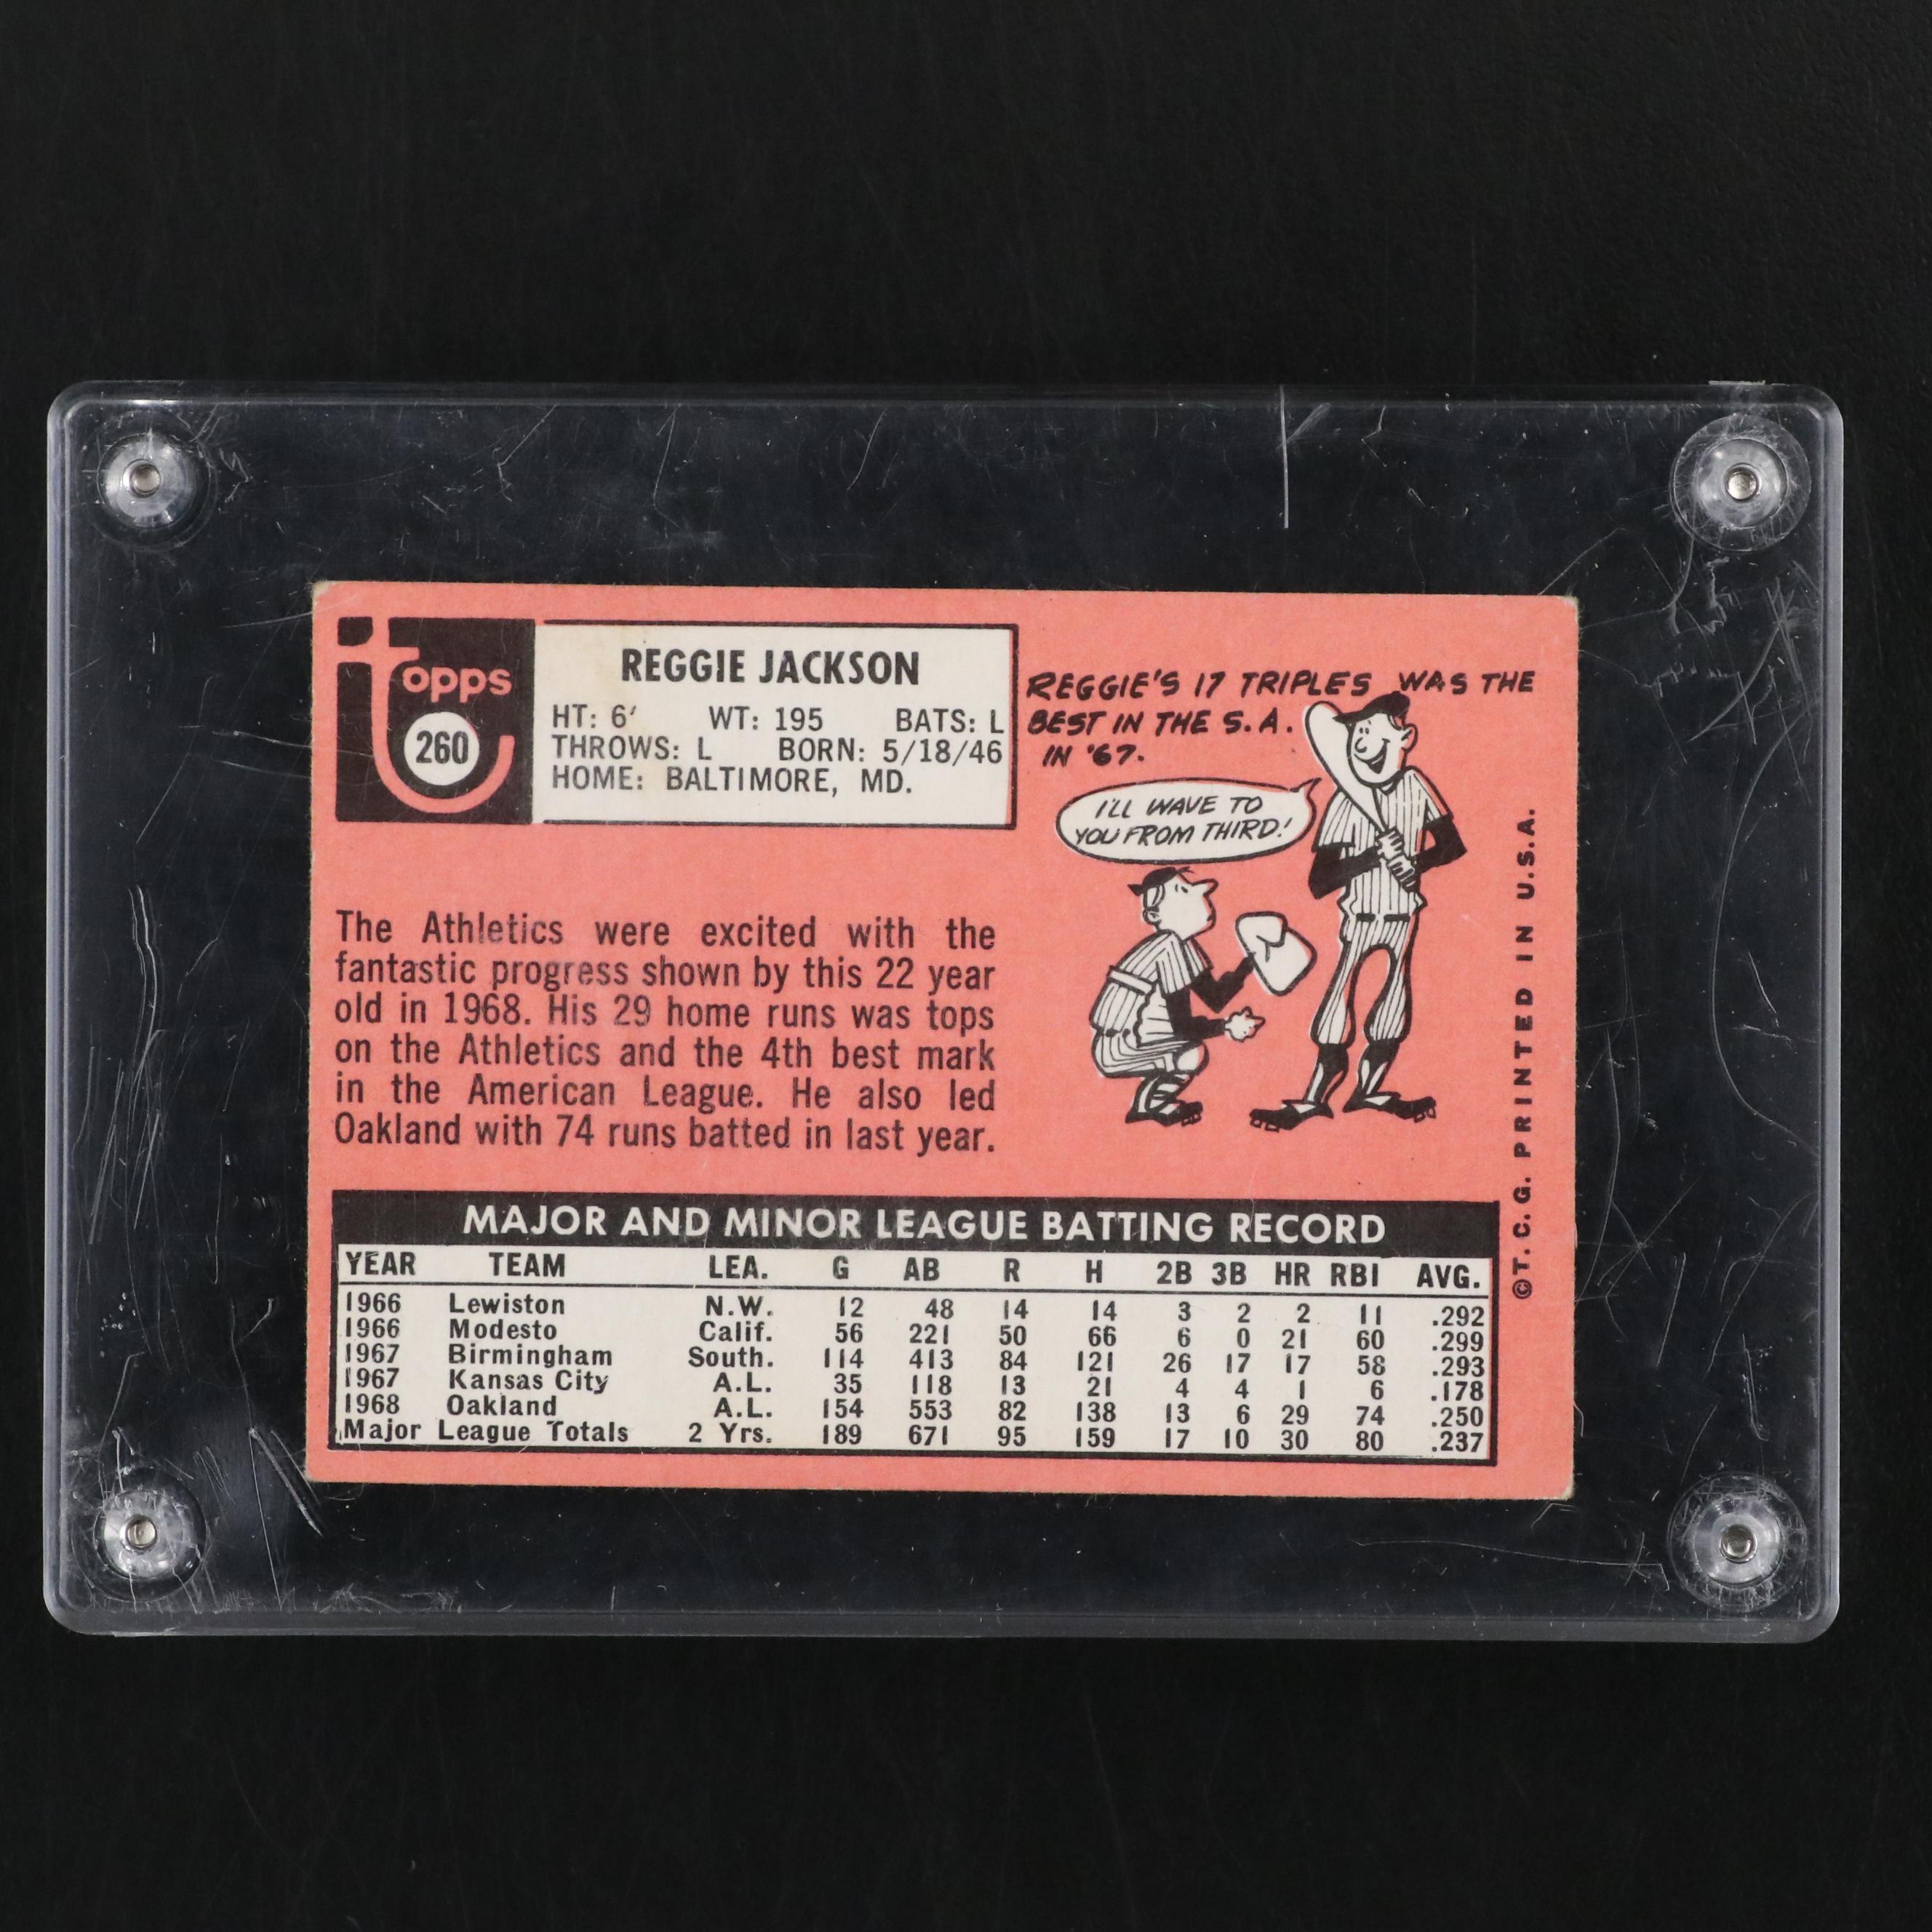 topps
260
REGGIE JACKSON
HT: 6' WT: 195 BATS: L
THROWS: L BORN: 5/18/46
HOME: BALTIMORE, MD.
REGGIE'S 17 TRIPLES WAS THE
BEST IN THE S.A.
IN '67.
I'LL WAVE TO
YOU FROM THIRD!
The Athletics were excited with the
fantastic progress shown by this 22 year
old in 1968. His 29 home runs was tops
on the Athletics and the 4th best mark
in the American League. He also led
Oakland with 74 runs batted in last year.
©T.C.G. PRINTED IN U.S.A.
MAJOR AND MINOR LEAGUE BATTING RECORD
YEAR TEAM LEA. G AB R H 2B 3B HR RBI AVG.
1966 Lewiston N.W. 12 48 14 14 3 2 2 11 .292
1966 Modesto Calif. 56 221 50 66 6 0 21 60 .299
1967 Birmingham South. 114 413 84 121 26 17 17 58 .293
1967 Kansas City A.L. 35 118 13 21 4 4 1 6 .178
1968 Oakland A.L. 154 553 82 138 13 6 29 74 .250
Major League Totals 2 Yrs. 189 671 95 159 17 10 30 80 .237